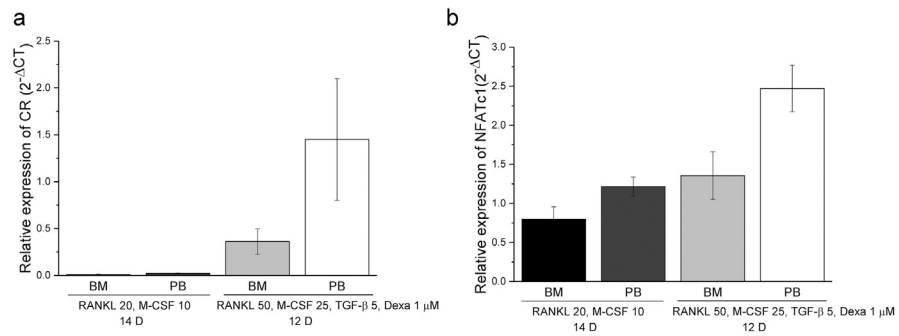 a
Relative expression of CR (2^-ΔCT)
2.5
2.0
1.5
1.0
0.5
0.0
BM PB BM PB
RANKL 20, M-CSF 10 RANKL 50, M-CSF 25, TGF-β 5, Dexa 1 μM
14 D 12 D
b
Relative expression of NFATc1(2^-ΔCT)
3.0
2.5
2.0
1.5
1.0
0.5
0.0
BM PB BM PB
RANKL 20, M-CSF 10 RANKL 50, M-CSF 25, TGF-β 5, Dexa 1 μM
14 D 12 D